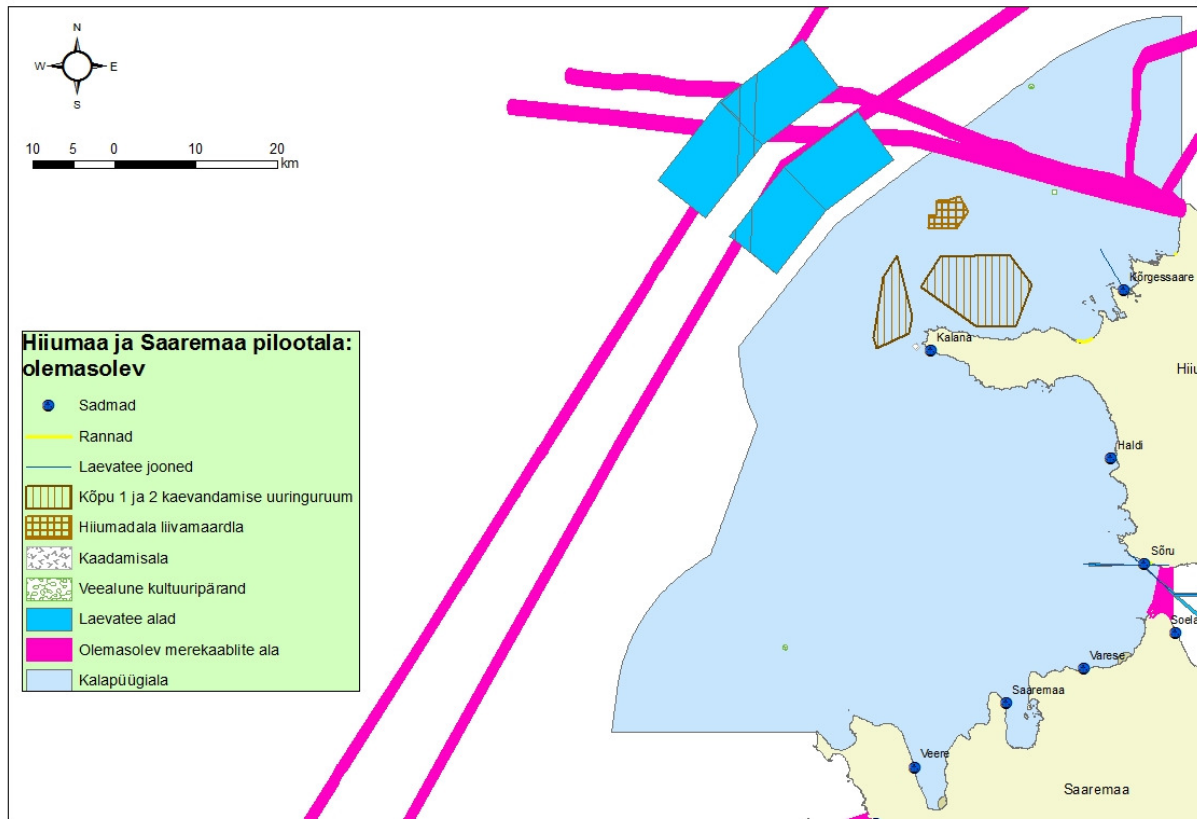 N
W E
S
10 5 0 10 20
km
Kõrgessaare
Kalana
Hiiu
Haldi
Sõru
Soela
Varese
Saaremaa
Veere
Saaremaa
Hiiumaa ja Saaremaa pilootala:
olemasolev
Sadmad
Rannad
Laevatee jooned
Kõpu 1 ja 2 kaevandamise uuringuruum
Hiiumadala liivamaardla
Kaadamisala
Veealune kultuuripärand
Laevatee alad
Olemasolev merekaablite ala
Kalapüügiala